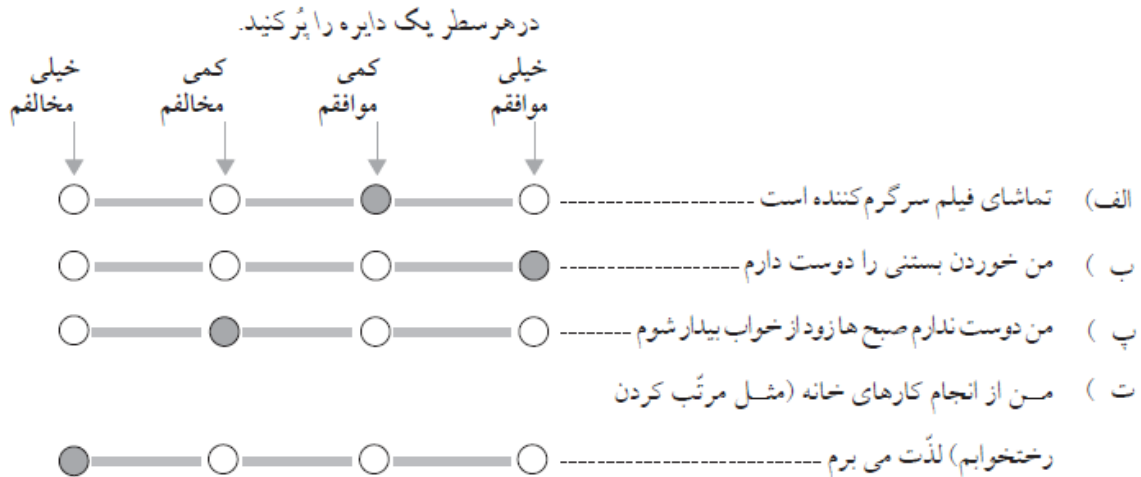 در هر سطر یک دایره را پُر کنید.
خیلی موافقم کمی موافقم کمی مخالفم خیلی مخالفم
الف) تماشای فیلم سرگرم کننده است
ب ) من خوردن بستنی را دوست دارم
پ ) من دوست ندارم صبح ها زود از خواب بیدار شوم
ت ) مـن از انجام کارهای خانه (مثـل مرتّب کردن
رختخوابم) لذّت می برم